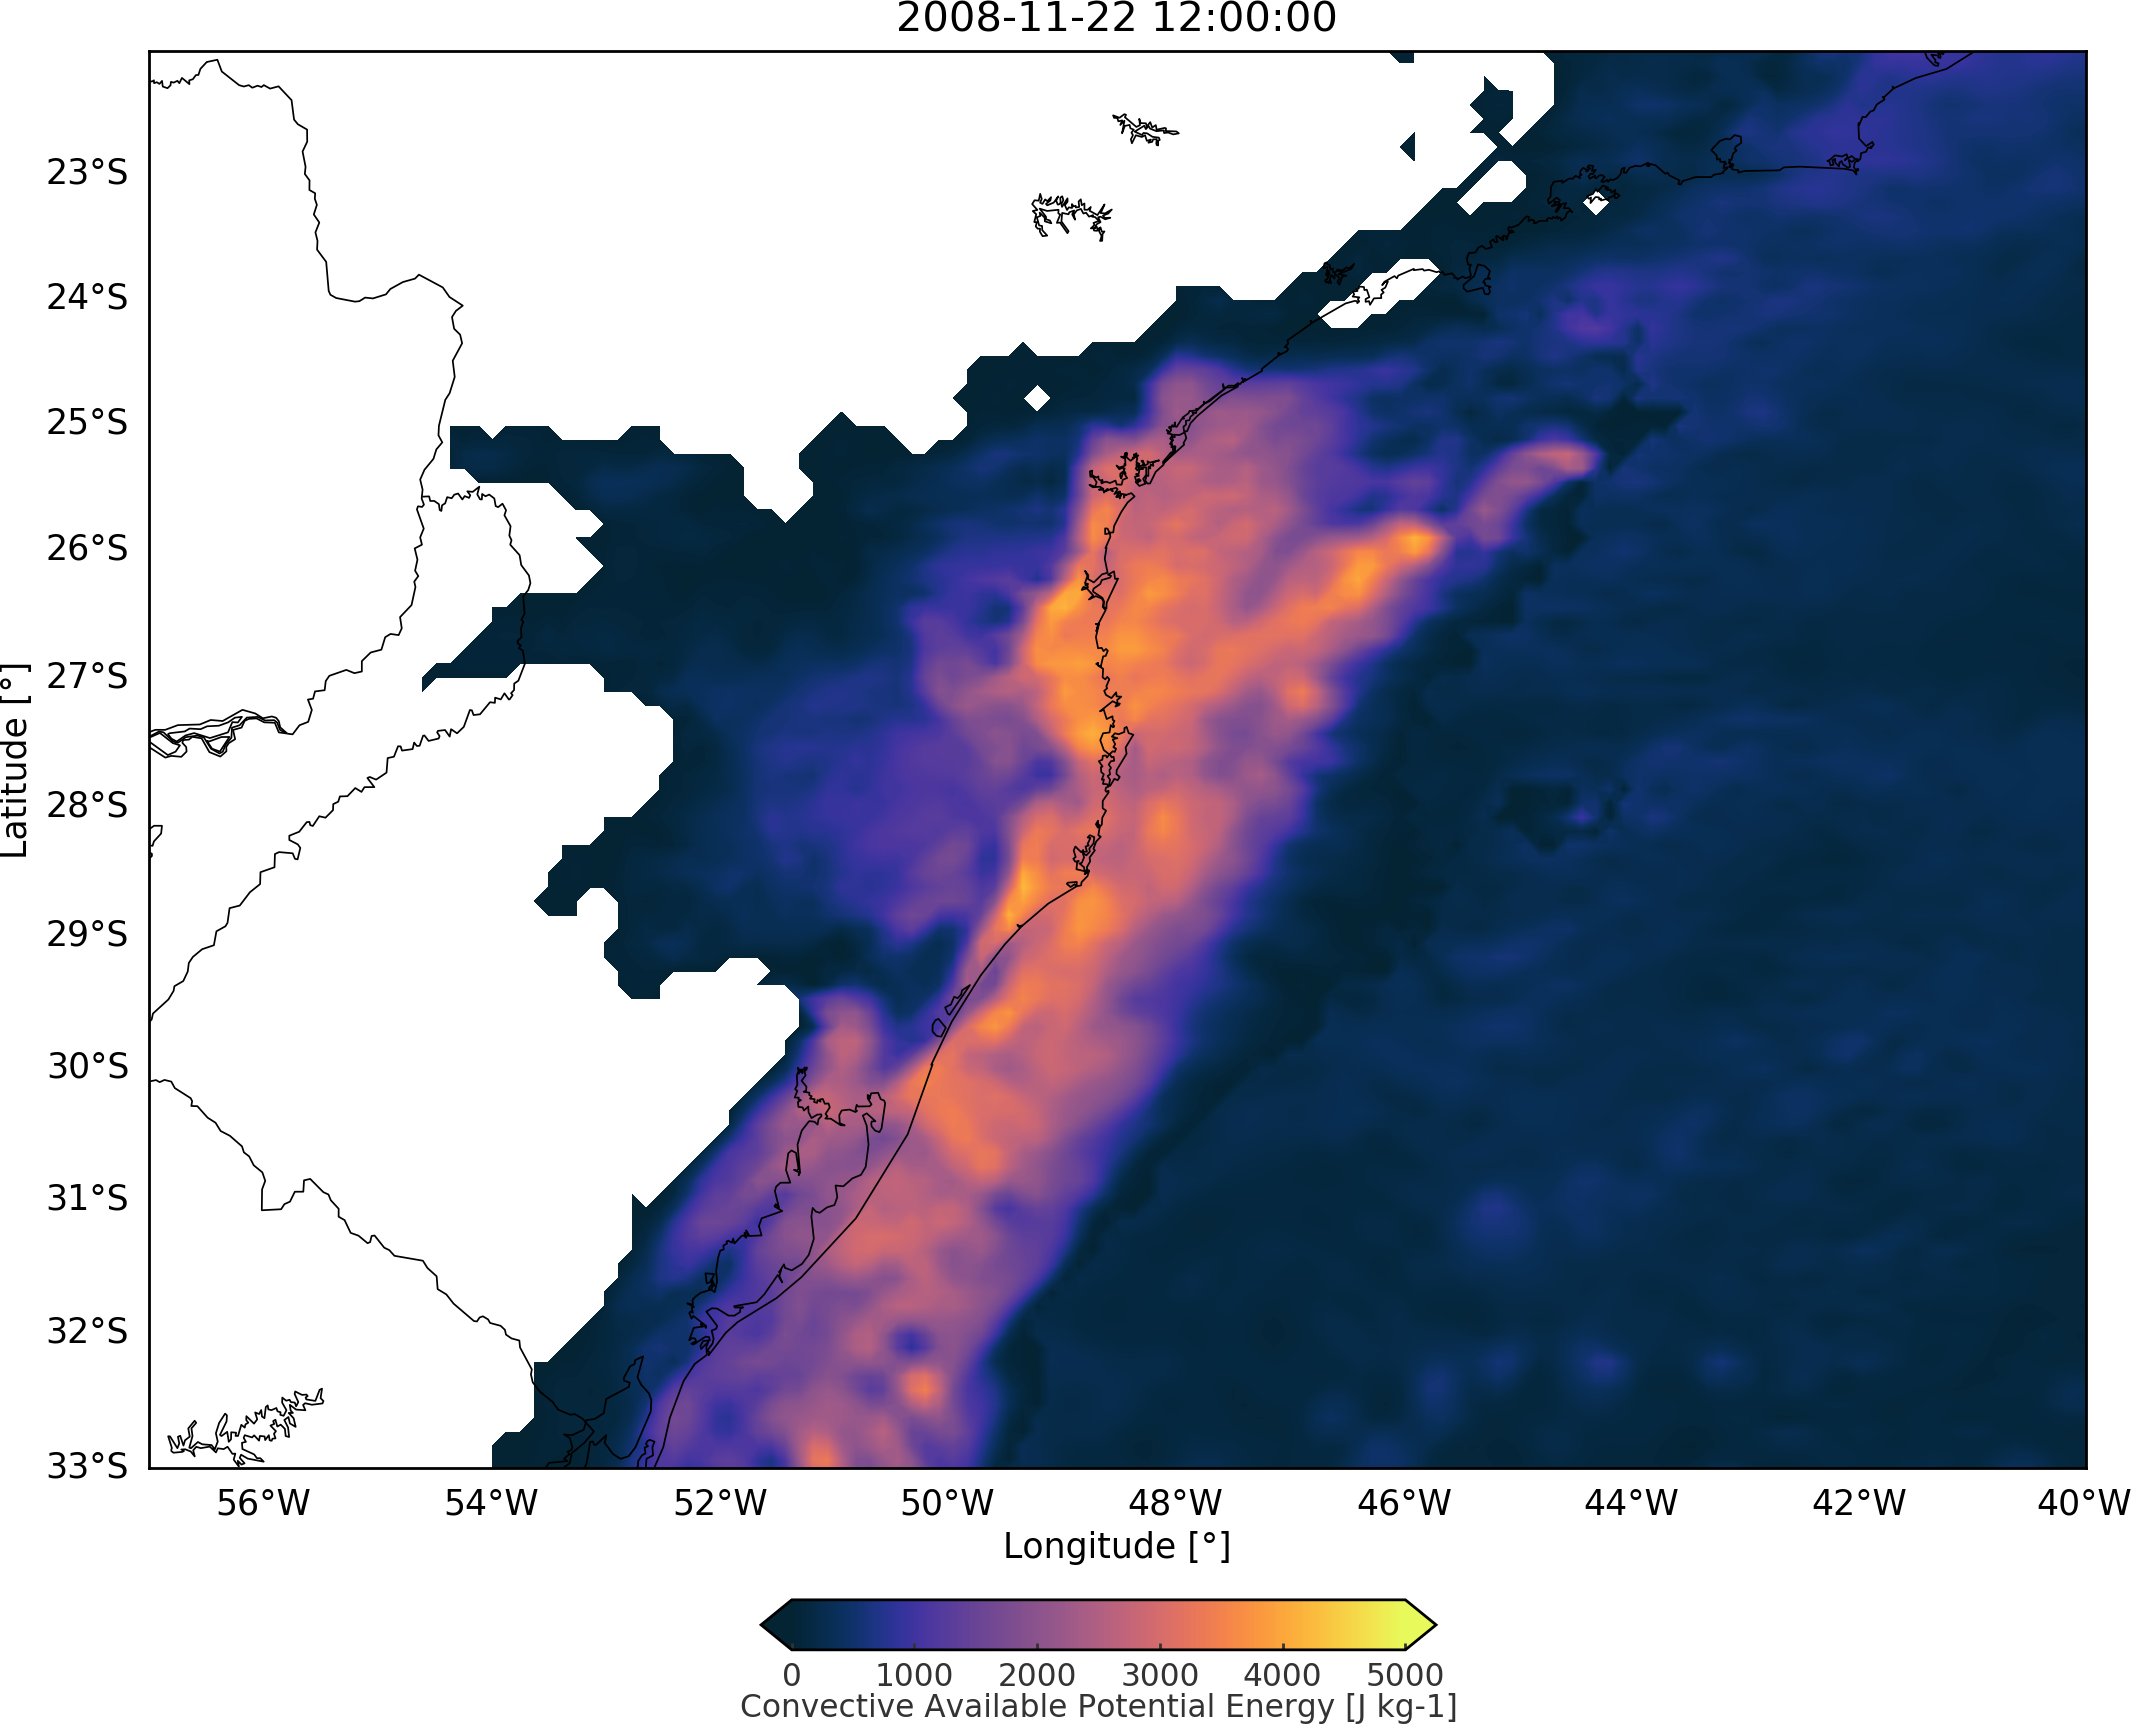 2008-11-22 12:00:00
23°S
24°S
25°S
26°S
27°S
28°S
29°S
30°S
31°S
32°S
33°S
Latitude [°]
56°W 54°W 52°W 50°W 48°W 46°W 44°W 42°W 40°W
Longitude [°]
0 1000 2000 3000 4000 5000
Convective Available Potential Energy [J kg-1]